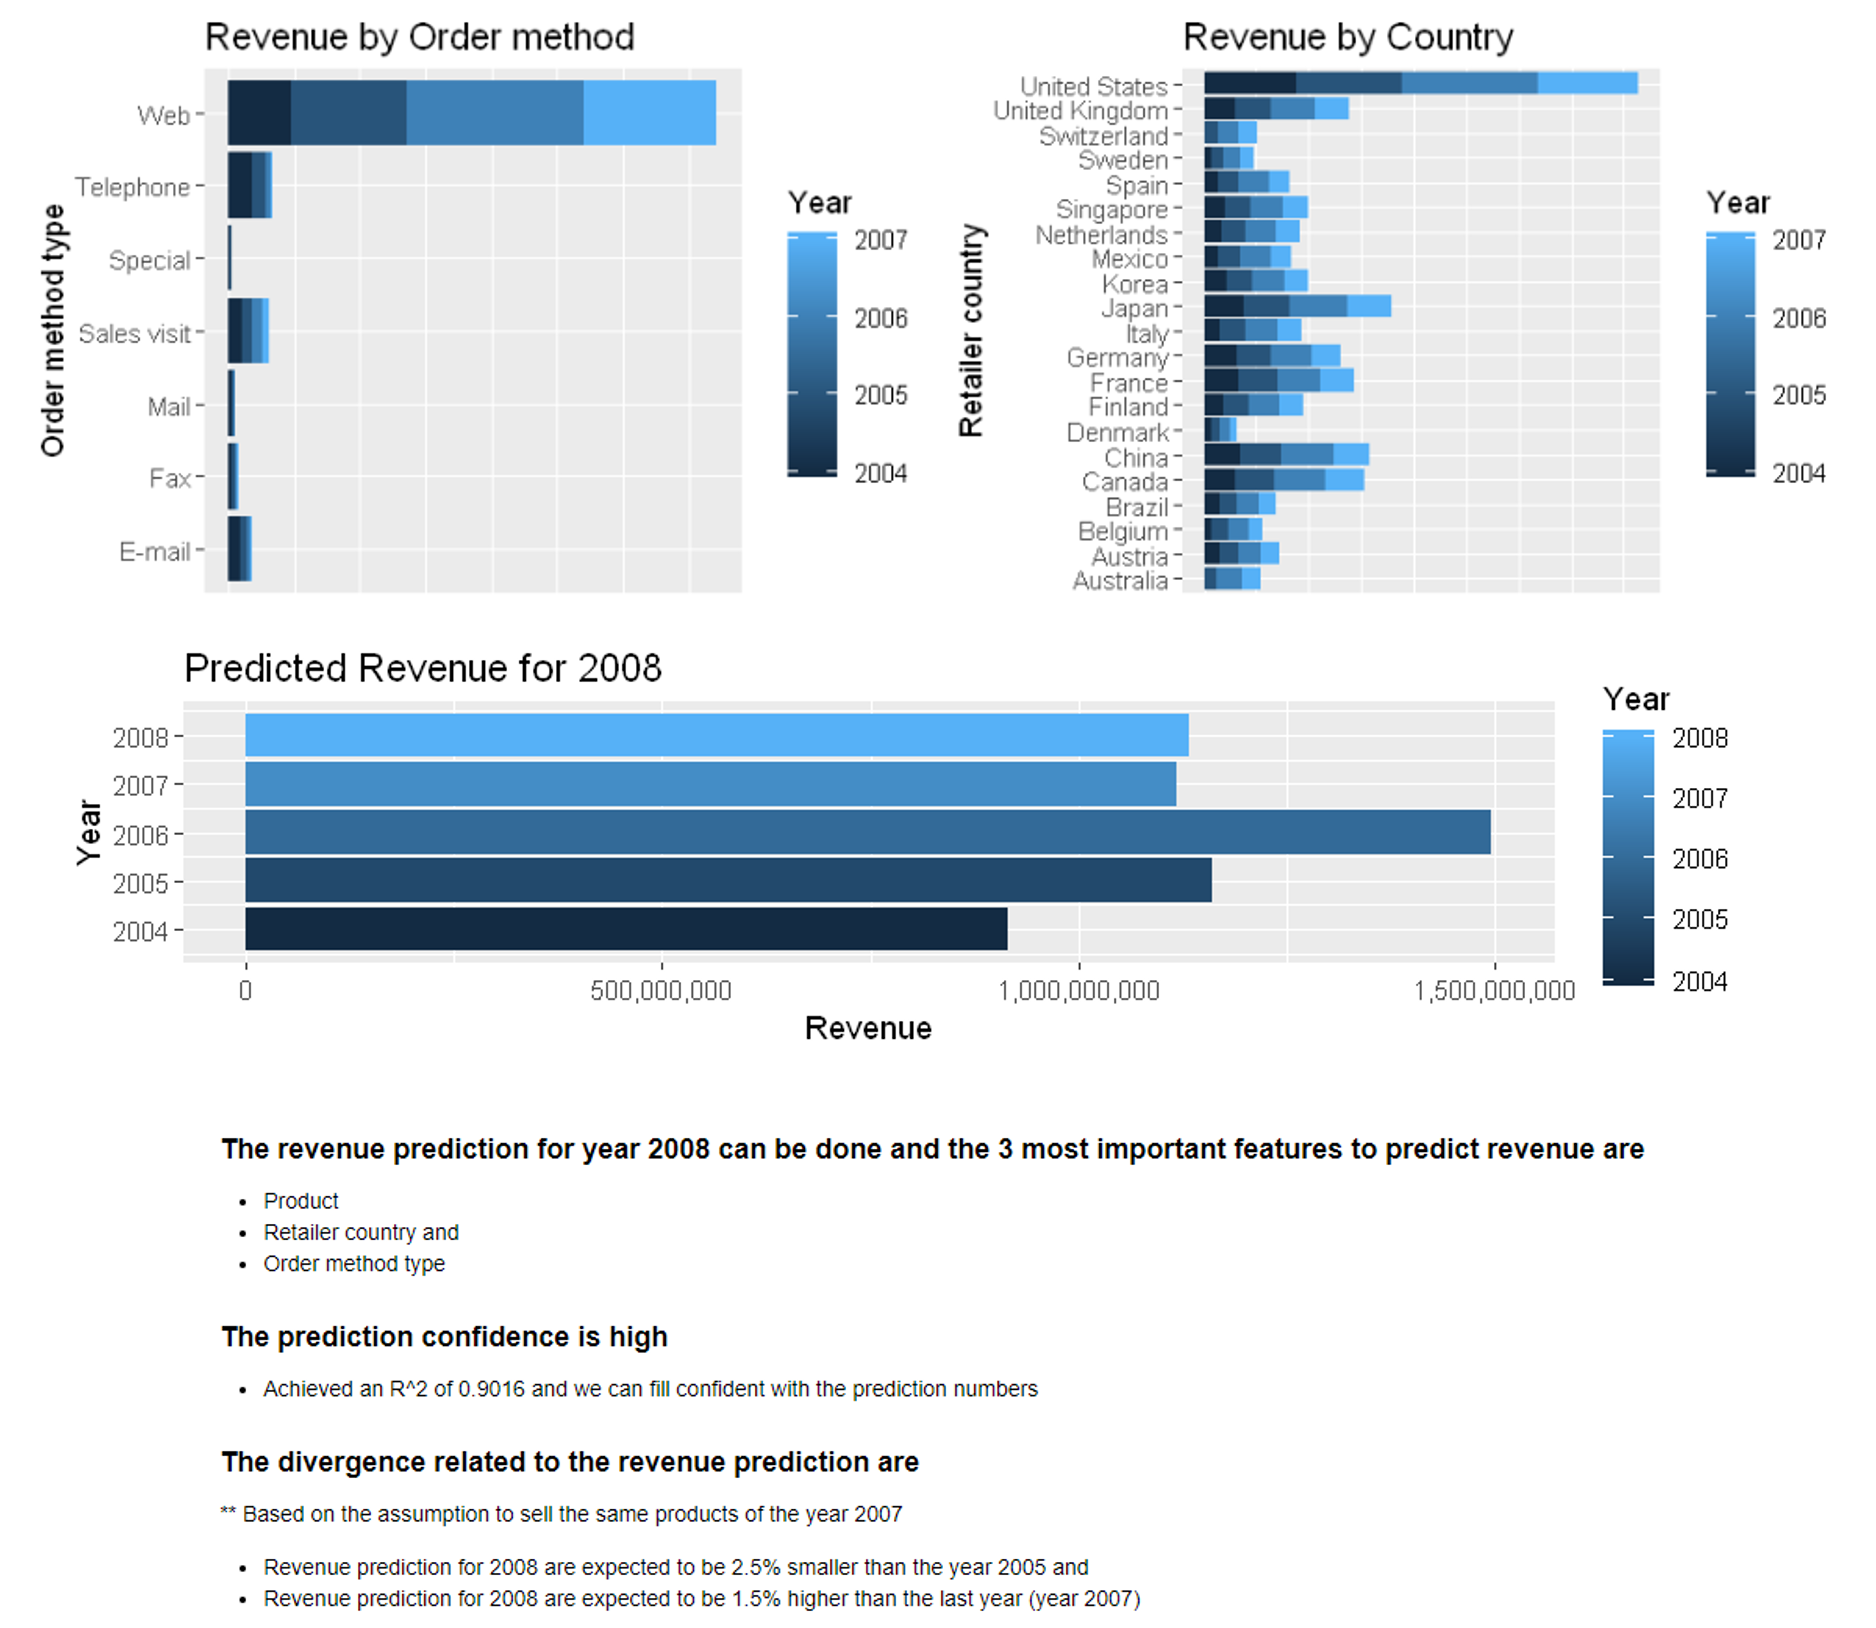 Revenue by Order method
Order method type
Web
Telephone
Special
Sales visit
Mail
Fax
E-mail
Year
2007
2006
2005
2004
Revenue by Country
Retailer country
United States
United Kingdom
Switzerland
Sweden
Spain
Singapore
Netherlands
Mexico
Korea
Japan
Italy
Germany
France
Finland
Denmark
China
Canada
Brazil
Belgium
Austria
Australia
Year
2007
2006
2005
2004
Predicted Revenue for 2008
Year
2008
2007
2006
2005
2004
0 500,000,000 1,000,000,000 1,500,000,000
Revenue
Year
2008
2007
2006
2005
2004
The revenue prediction for year 2008 can be done and the 3 most important features to predict revenue are
• Product
• Retailer country and
• Order method type
The prediction confidence is high
• Achieved an R^2 of 0.9016 and we can fill confident with the prediction numbers
The divergence related to the revenue prediction are
** Based on the assumption to sell the same products of the year 2007
• Revenue prediction for 2008 are expected to be 2.5% smaller than the year 2005 and
• Revenue prediction for 2008 are expected to be 1.5% higher than the last year (year 2007)